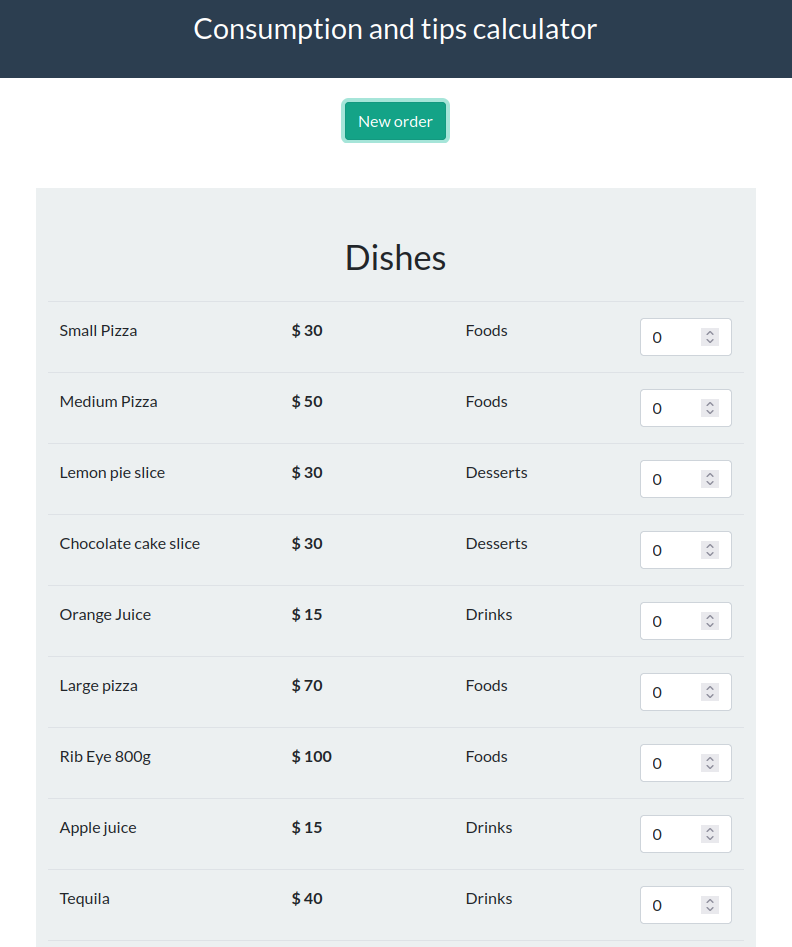 Consumption and tips calculator
New order
Dishes
Small Pizza $ 30 Foods 0
Medium Pizza $ 50 Foods 0
Lemon pie slice $ 30 Desserts 0
Chocolate cake slice $ 30 Desserts 0
Orange Juice $ 15 Drinks 0
Large pizza $ 70 Foods 0
Rib Eye 800g $ 100 Foods 0
Apple juice $ 15 Drinks 0
Tequila $ 40 Drinks 0